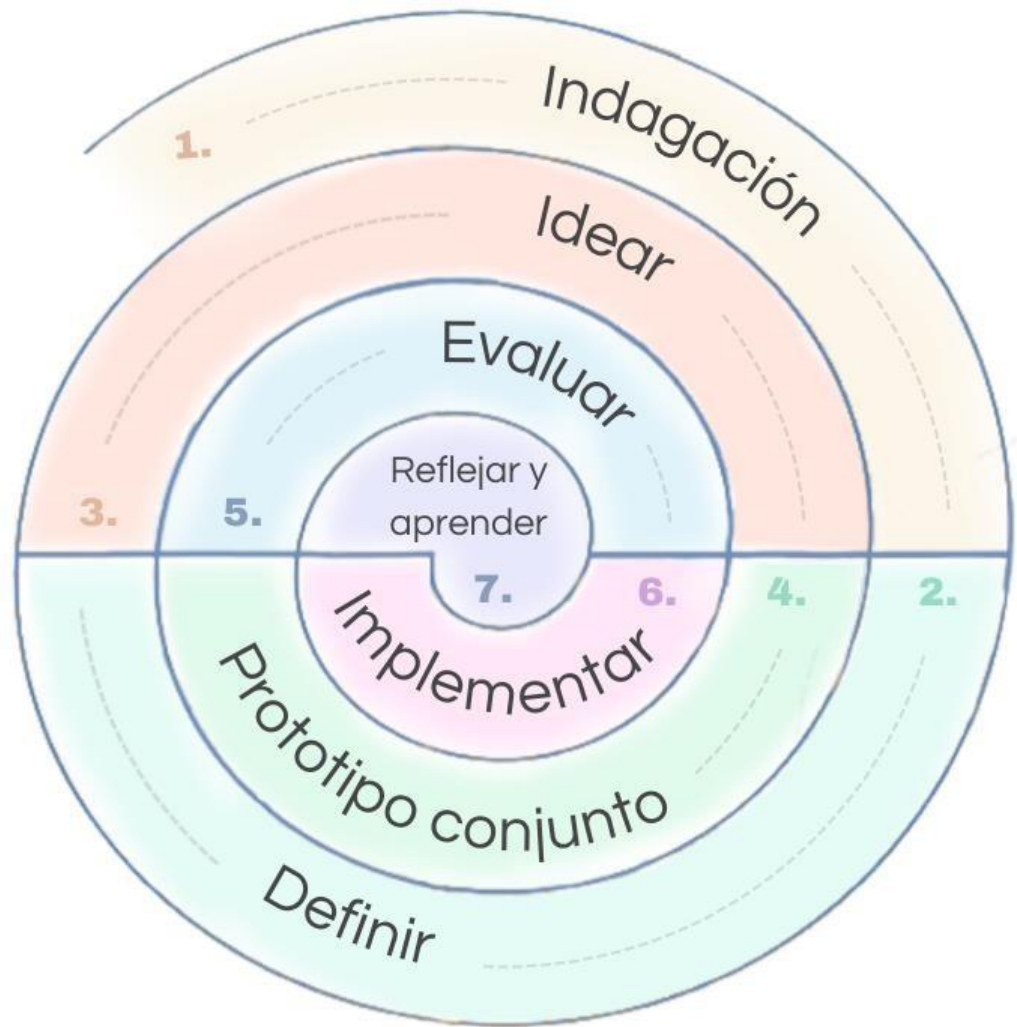 1. Indagación
2. Definir
3. Idear
4. Prototipo conjunto
5. Evaluar
6. Implementar
7. Reflejar y
aprender